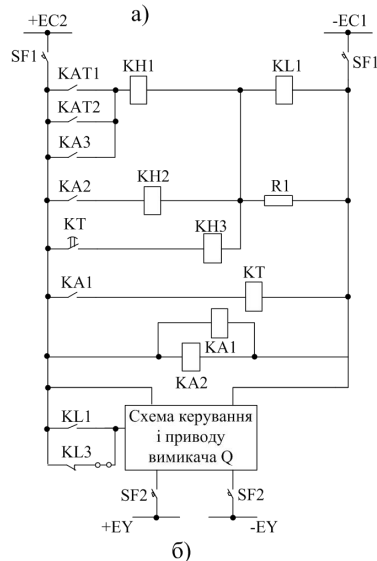 а)
+EC2 -EC1
SF1 SF1
KAT1 KH1 KL1
KAT2
KA3
KA2 KH2 R1
KT KH3
KA1 KT
KA1
KA2
KL1 Схема керування
і приводу
KL3 вимикача Q
SF2 SF2
+EY -EY
б)